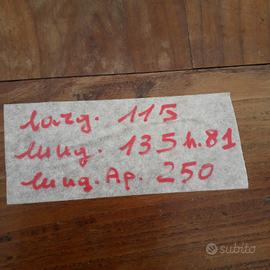 larg. 115
lung. 135 h. 81
lung. Ap. 250
subito